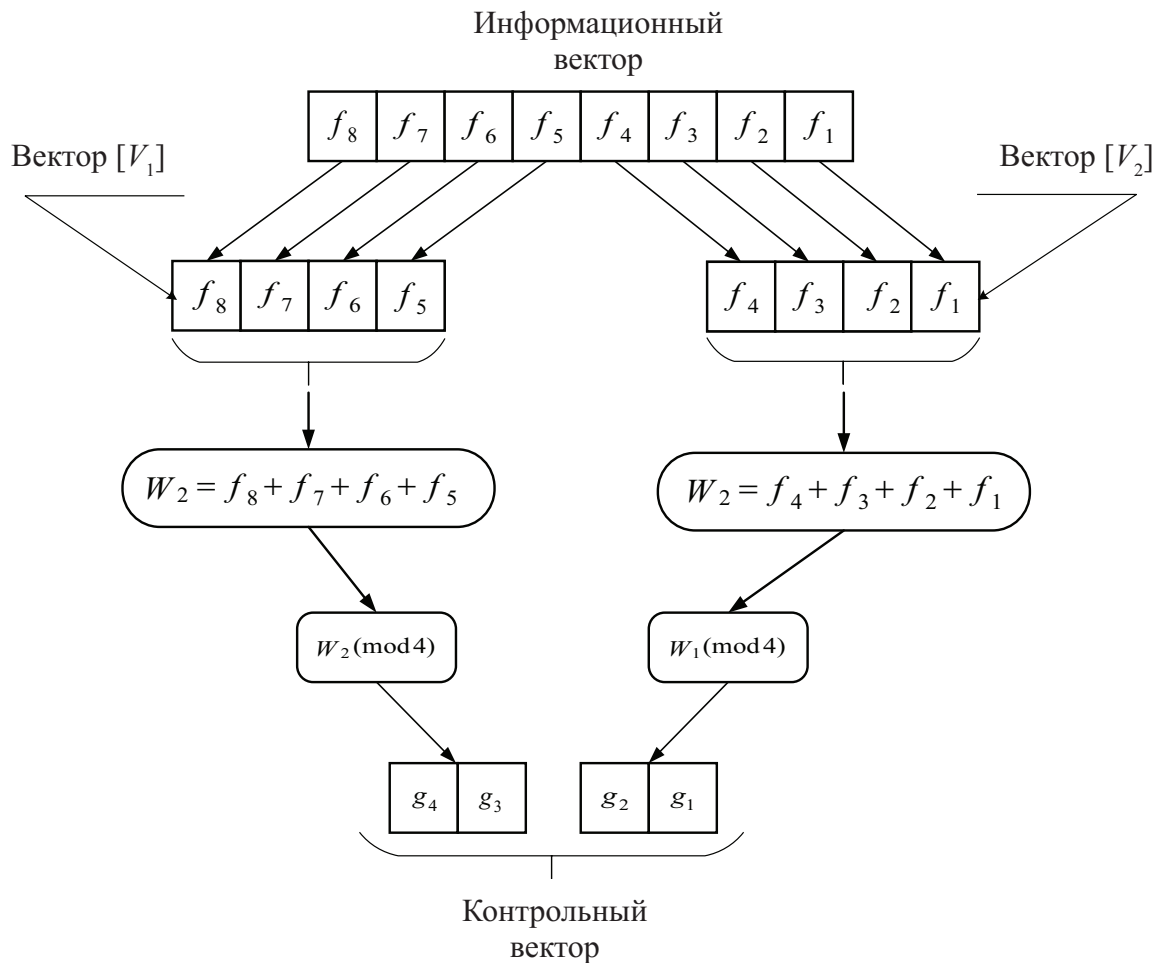 Информационный
вектор
f₈ f₇ f₆ f₅ f₄ f₃ f₂ f₁
Вектор [V₁]
Вектор [V₂]
f₈ f₇ f₆ f₅
f₄ f₃ f₂ f₁
W₂ = f₈ + f₇ + f₆ + f₅
W₂ = f₄ + f₃ + f₂ + f₁
W₂(mod4)
W₁(mod4)
g₄ g₃
g₂ g₁
Контрольный
вектор